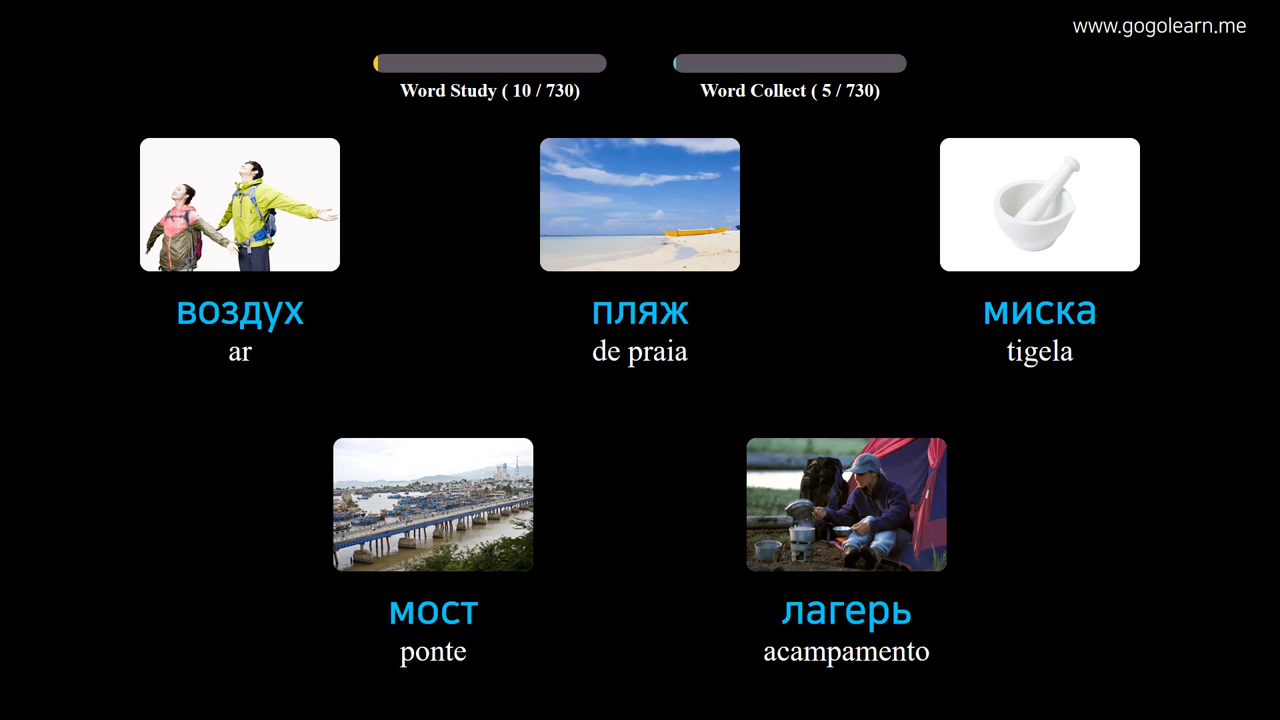 www.gogolearn.me
Word Study ( 10 / 730)
Word Collect ( 5 / 730)
воздух
ar
пляж
de praia
миска
tigela
мост
ponte
лагерь
acampamento